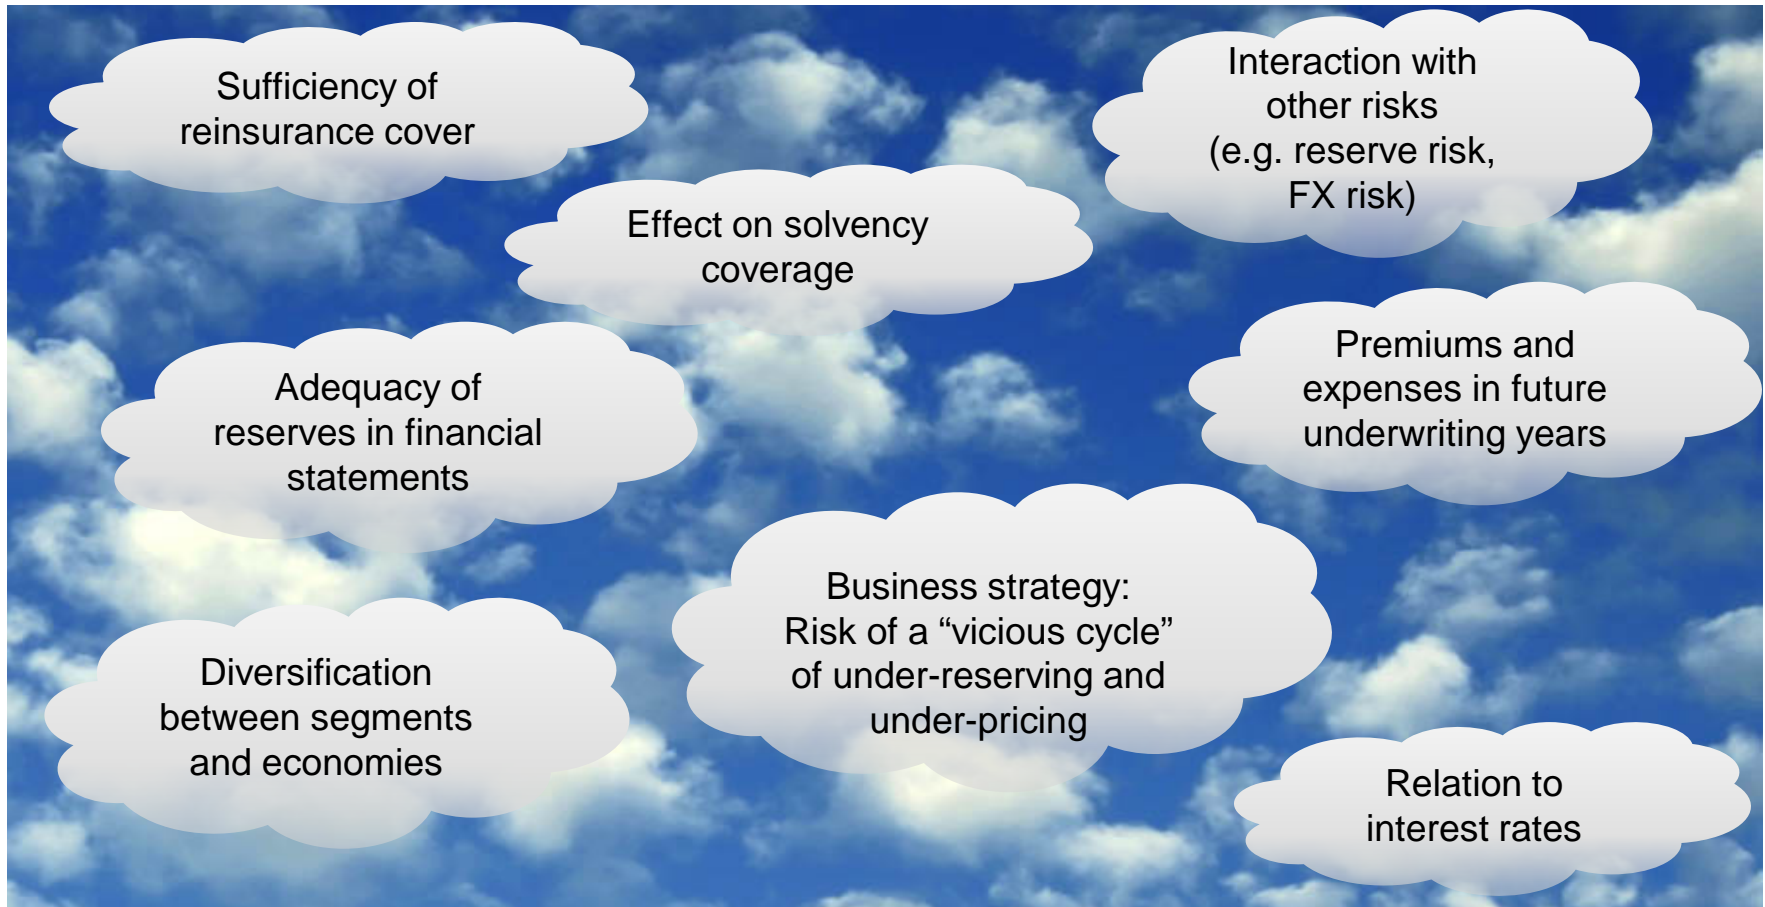 Sufficiency of
reinsurance cover
Interaction with
other risks
(e.g. reserve risk,
FX risk)
Effect on solvency
coverage
Adequacy of
reserves in financial
statements
Premiums and
expenses in future
underwriting years
Business strategy:
Risk of a “vicious cycle”
of under-reserving and
under-pricing
Diversification
between segments
and economies
Relation to
interest rates